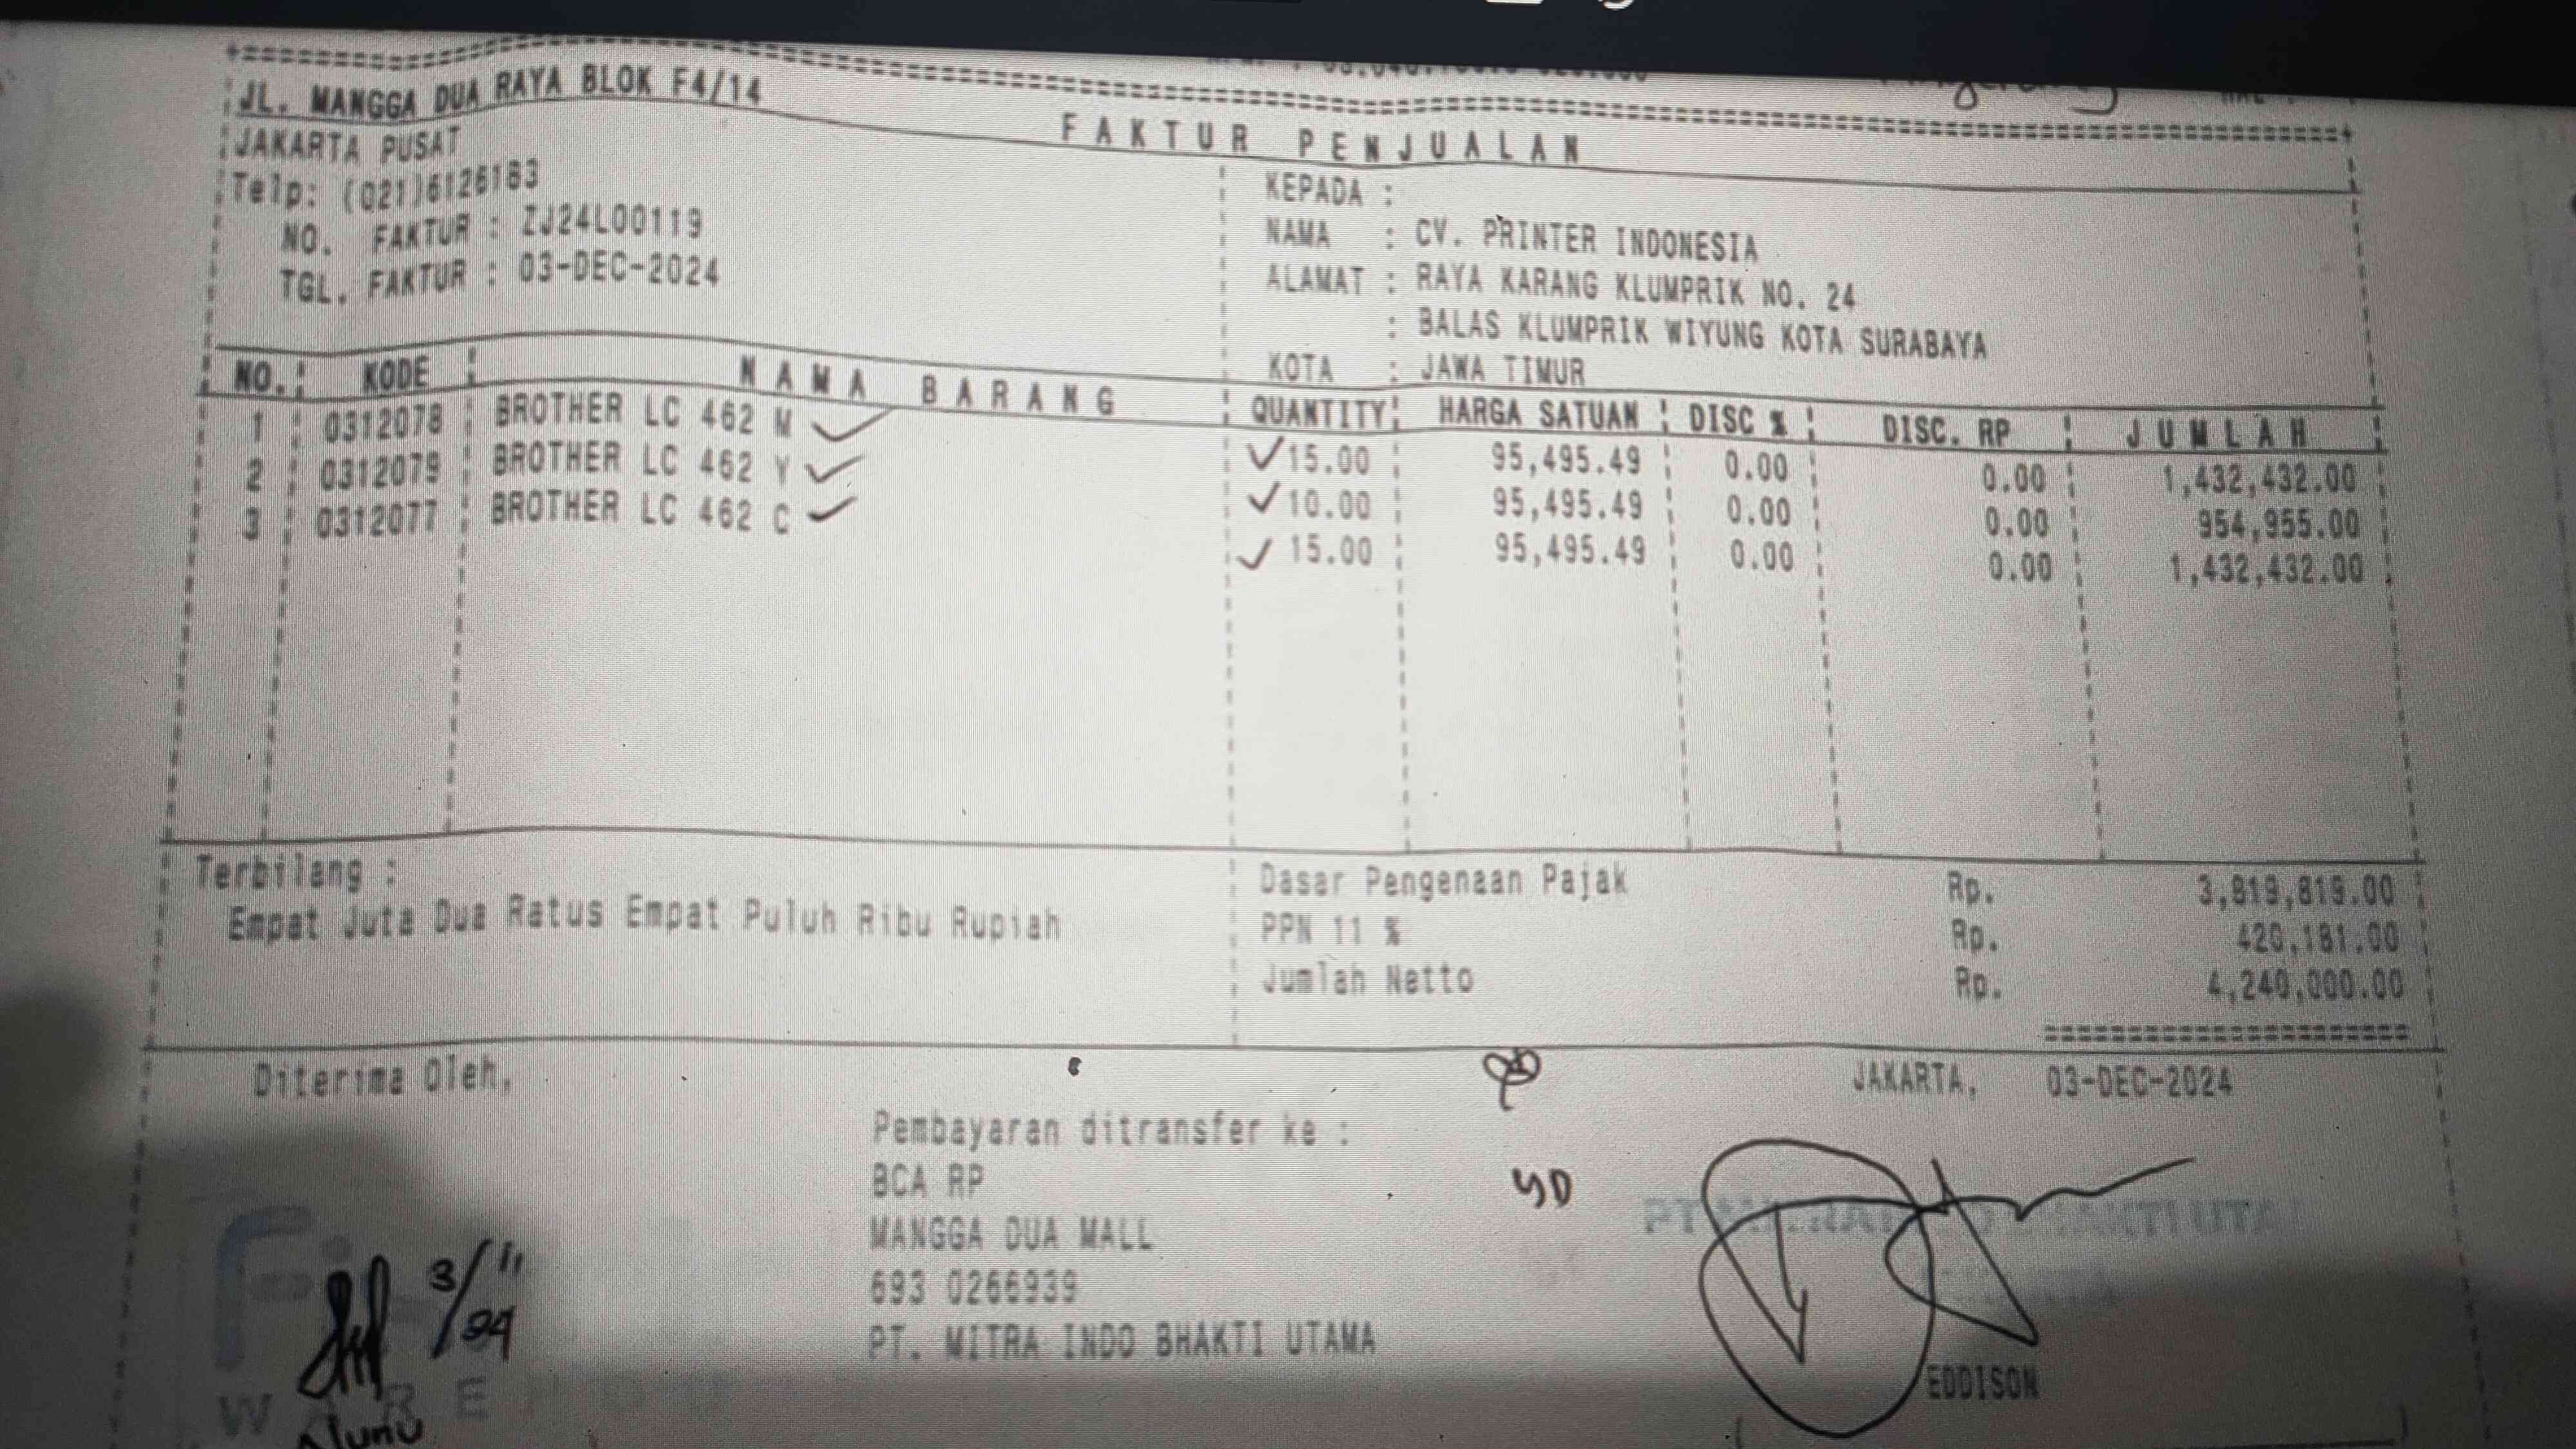 JL. MANGGA DUA RAYA BLOK F4/14
JAKARTA PUSAT
Telp: (021)6126183
NO. FAKTUR : ZJ24L00119
TGL. FAKTUR : 03-DEC-2024
FAKTUR PENJUALAN
KEPADA :
NAMA : CV. PRINTER INDONESIA
ALAMAT : RAYA KARANG KLUMPRIK NO. 24
: BALAS KLUMPRIK WIYUNG KOTA SURABAYA
KOTA : JAWA TIMUR
NO. KODE NAMA BARANG QUANTITY HARGA SATUAN DISC % DISC. RP JUMLAH
1 0312078 BROTHER LC 462 M 15.00 95,495.49 0.00 0.00 1,432,432.00
2 0312079 BROTHER LC 462 Y 10.00 95,495.49 0.00 0.00 954,955.00
3 0312077 BROTHER LC 462 C 15.00 95,495.49 0.00 0.00 1,432,432.00
Terbilang :
Empat Juta Dua Ratus Empat Puluh Ribu Rupiah
Dasar Pengenaan Pajak Rp. 3,819,819.00
PPN 11 % Rp. 420,181.00
Jumlah Netto Rp. 4,240,000.00
Diterima Oleh,
JAKARTA, 03-DEC-2024
Pembayaran ditransfer ke :
BCA RP
MANGGA DUA MALL
693 0266939
PT. MITRA INDO BHAKTI UTAMA
3/11
/24
EDDISON